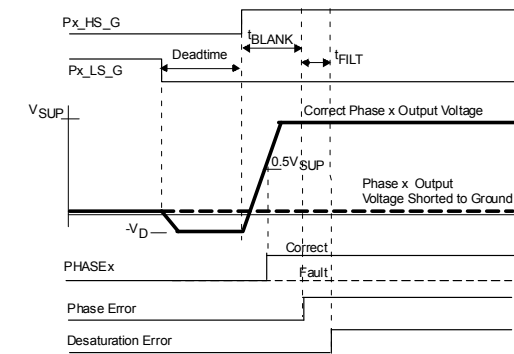 Px_HS_G
tBLANK
Deadtime
tFILT
Px_LS_G
VSUP
Correct Phase x Output Voltage
0.5VSUP
Phase x Output
Voltage Shorted to Ground
-VD
Correct
PHASEx
Fault
Phase Error
Desaturation Error